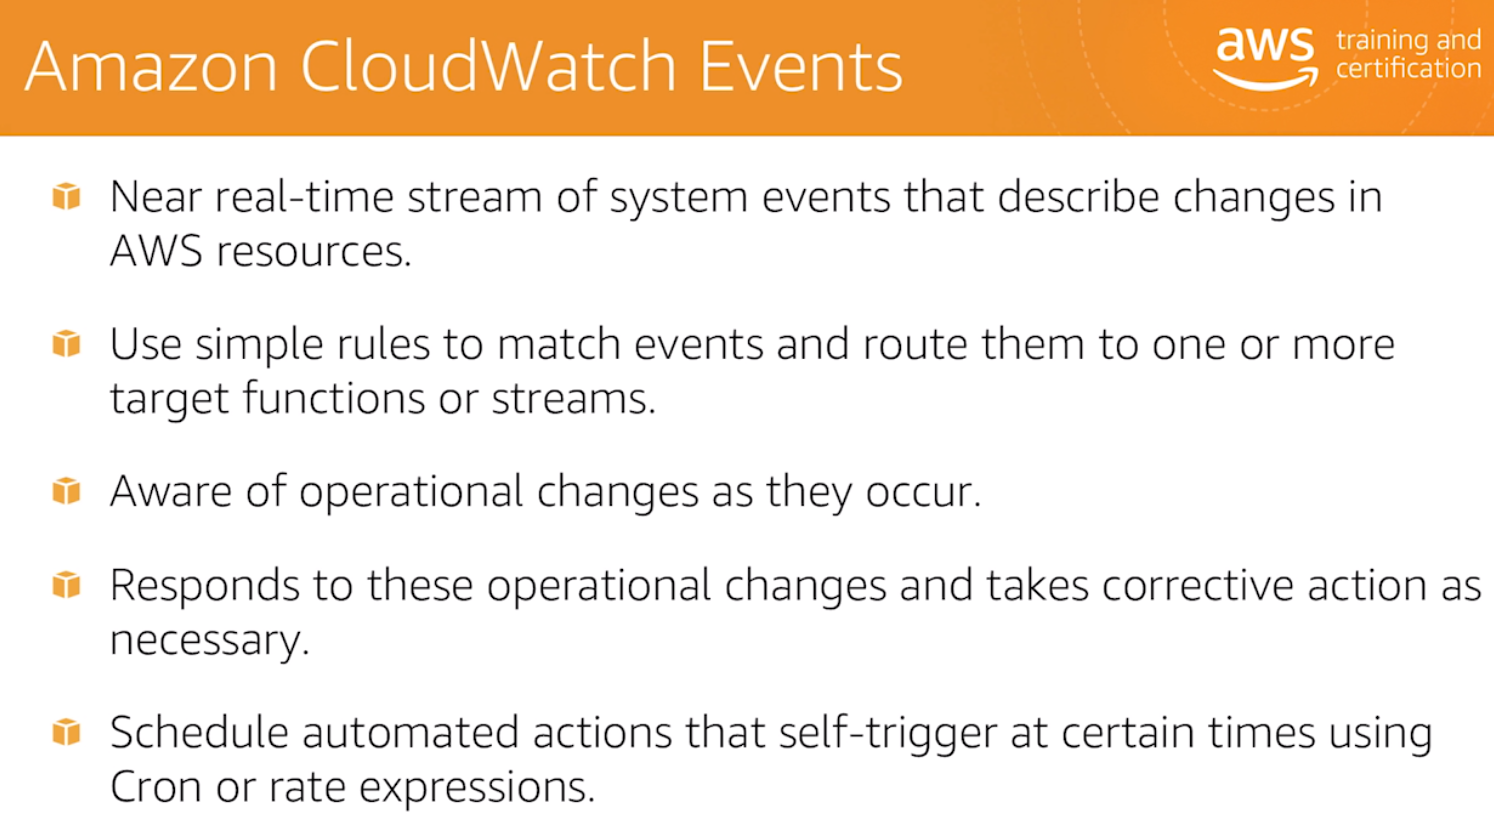 Amazon CloudWatch Events
aws training and
certification
Near real-time stream of system events that describe changes in
AWS resources.
Use simple rules to match events and route them to one or more
target functions or streams.
Aware of operational changes as they occur.
Responds to these operational changes and takes corrective action as
necessary.
Schedule automated actions that self-trigger at certain times using
Cron or rate expressions.